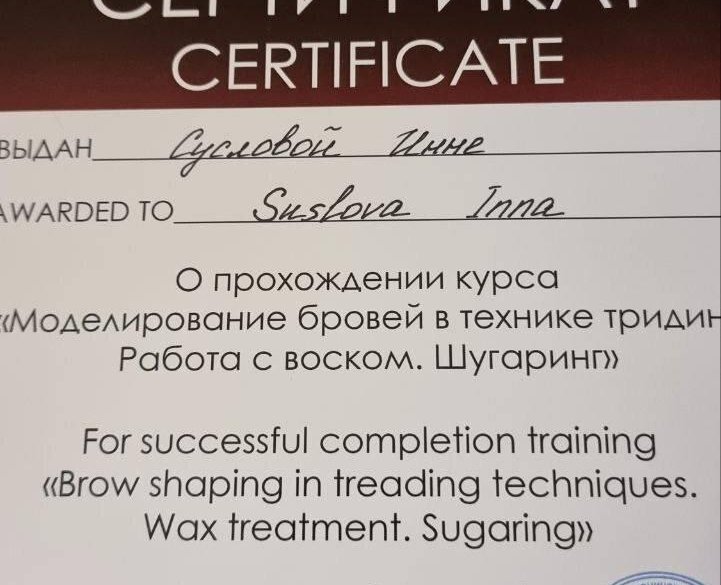 СЕРТИФИКАТ
CERTIFICATE
ВЫДАН Сусловой Инне
AWARDED TO Suslova Inna
О прохождении курса
«Моделирование бровей в технике
Работа с воском. Шугаринг»
For successful completion training
«Brow shaping in treading techniques.
Wax treatment. Sugaring»